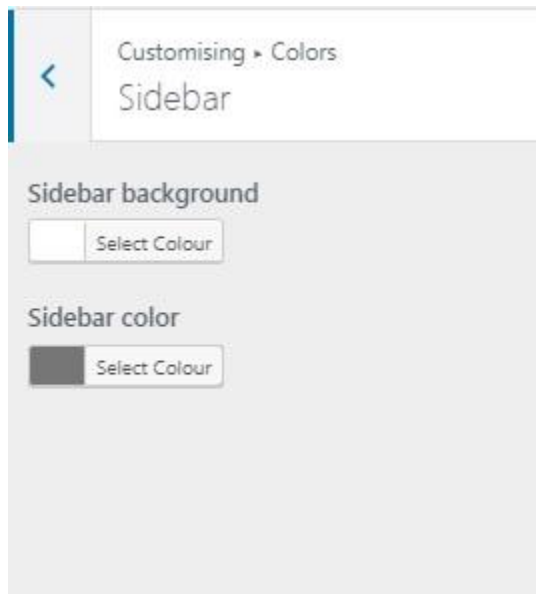 Customising ▸ Colors
Sidebar
Sidebar background
Select Colour
Sidebar color
Select Colour